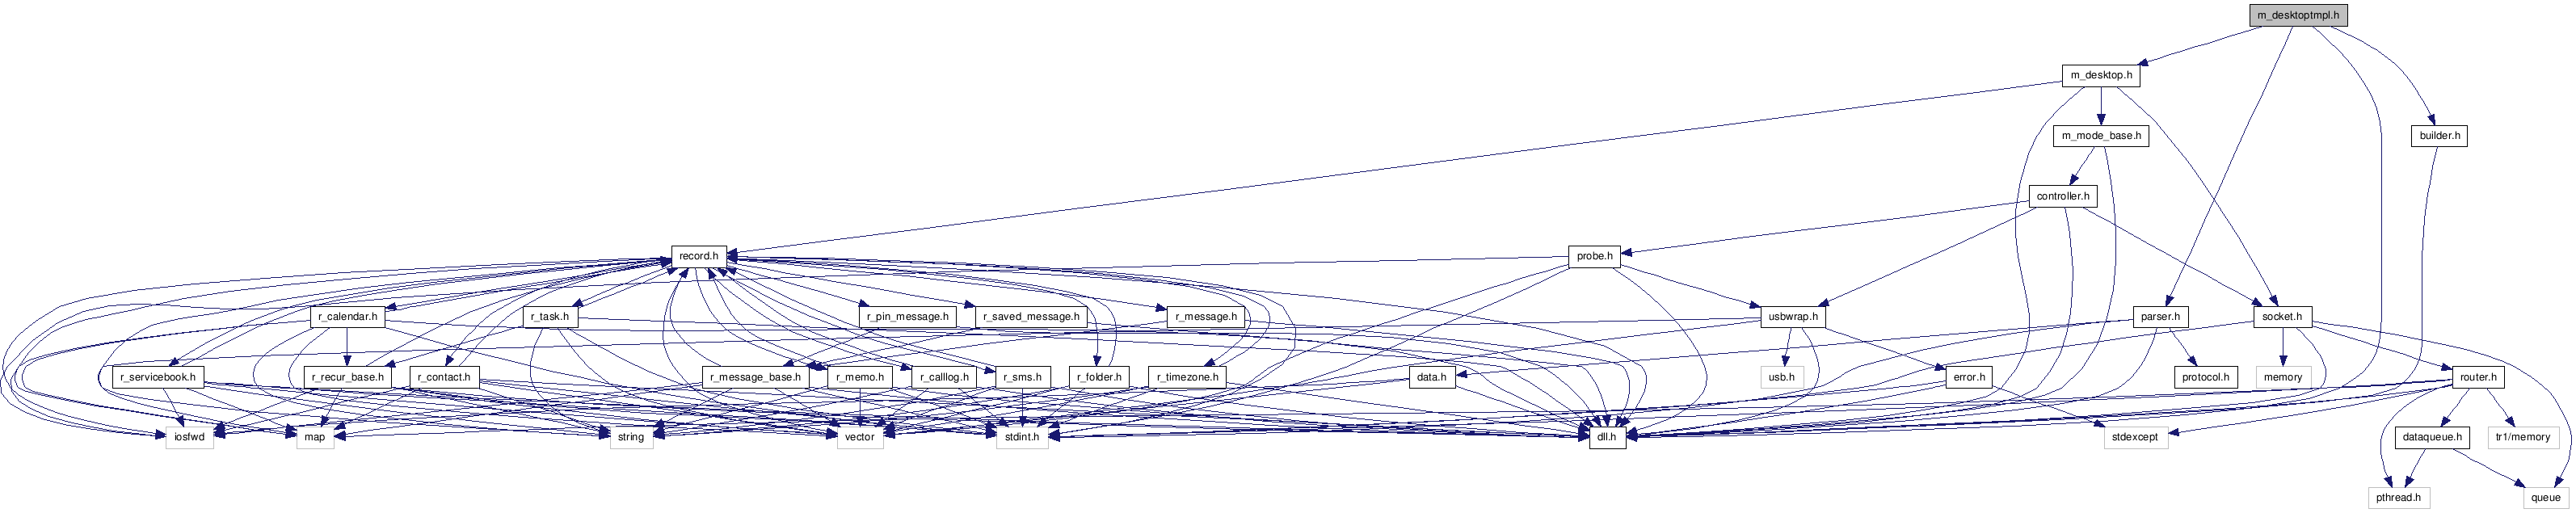 m_desktoptmpl.h
m_desktop.h
m_mode_base.h
builder.h
controller.h
record.h
probe.h
r_calendar.h
r_task.h
r_pin_message.h
r_saved_message.h
r_message.h
usbwrap.h
parser.h
socket.h
r_servicebook.h
r_recur_base.h
r_contact.h
r_message_base.h
r_memo.h
r_calllog.h
r_sms.h
r_folder.h
r_timezone.h
data.h
usb.h
error.h
protocol.h
memory
router.h
iosfwd
map
string
vector
stdint.h
dll.h
stdexcept
dataqueue.h
tr1/memory
pthread.h
queue